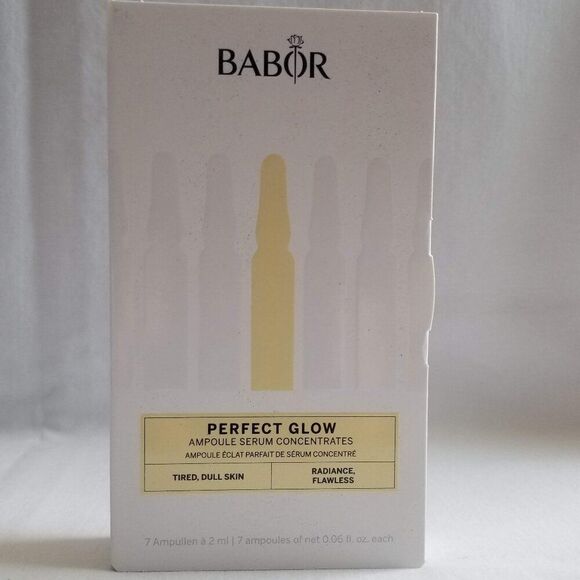 BABOR
PERFECT GLOW
AMPOULE SERUM CONCENTRATES
AMPOULE ÉCLAT PARFAIT DE SÉRUM CONCENTRÉ
TIRED, DULL SKIN
RADIANCE,
FLAWLESS
7 Ampullen à 2 ml | 7 ampoules of net 0.06 fl. oz. each